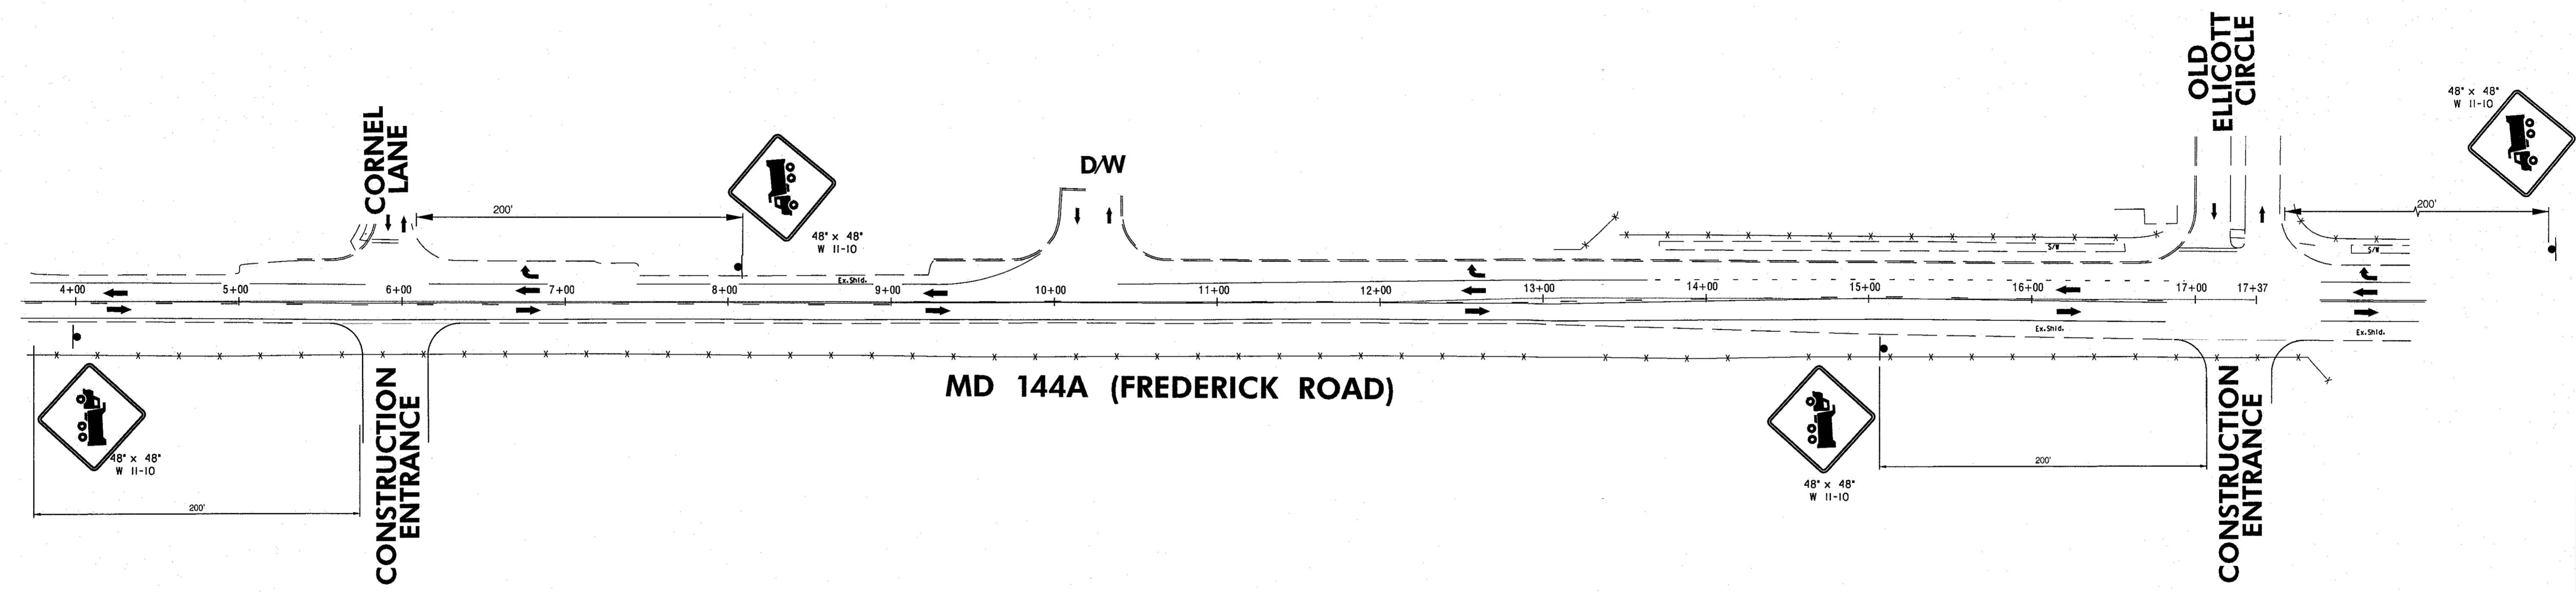 OLD
ELLICOTT
CIRCLE
48" x 48"
W 11-10
CORNEL
LANE
D/W
200'
200'
48" x 48"
W 11-10
S/W
S/W
Ex.Shld.
4+00
5+00
6+00
7+00
8+00
9+00
10+00
11+00
12+00
13+00
14+00
15+00
16+00
17+00
17+37
Ex.Shld.
Ex.Shld.
MD 144A (FREDERICK ROAD)
48" x 48"
W 11-10
200'
CONSTRUCTION
ENTRANCE
48" x 48"
W 11-10
200'
CONSTRUCTION
ENTRANCE